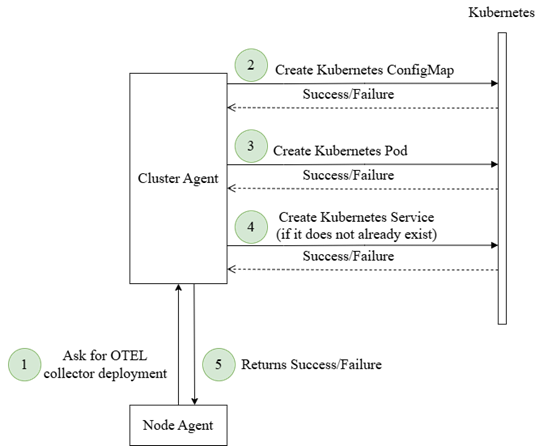 Kubernetes
2
Create Kubernetes ConfigMap
Success/Failure
3
Create Kubernetes Pod
Success/Failure
Cluster Agent
4
Create Kubernetes Service
(if it does not already exist)
Success/Failure
1
Ask for OTEL
collector deployment
5
Returns Success/Failure
Node Agent